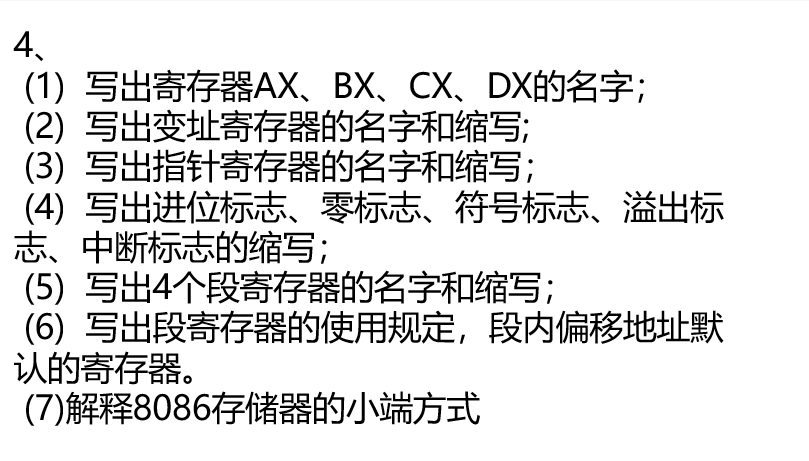 4、
(1）写出寄存器AX、BX、CX、DX的名字；
(2）写出变址寄存器的名字和缩写;
(3）写出指针寄存器的名字和缩写；
(4）写出进位标志、零标志、符号标志、溢出标
志、中断标志的缩写；
(5）写出4个段寄存器的名字和缩写；
(6）写出段寄存器的使用规定，段内偏移地址默
认的寄存器。
(7)解释8086存储器的小端方式